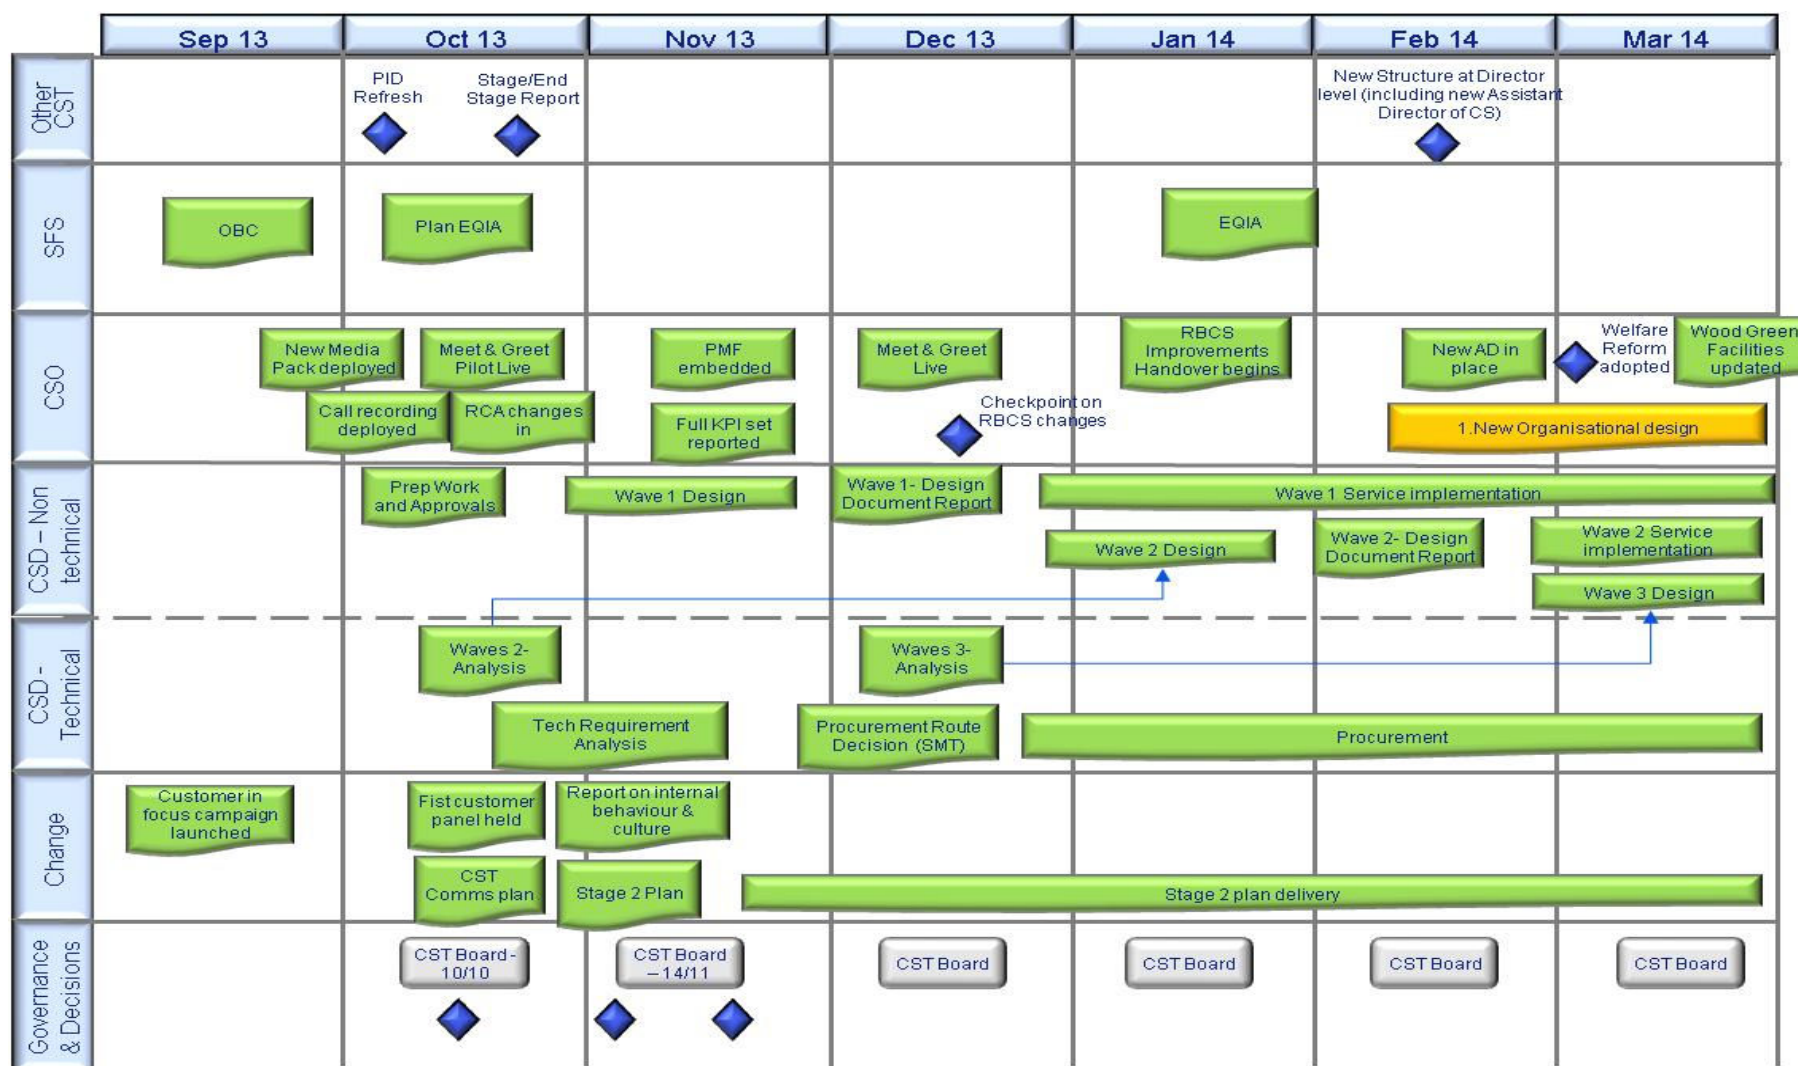 Sep 13
Oct 13
Nov 13
Dec 13
Jan 14
Feb 14
Mar 14
Other
CST
PID
Refresh
Stage/End
Stage Report
New Structure at Director
level (including new Assistant
Director of CS)
SFS
OBC
Plan EQIA
EQIA
CSO
New Media
Pack deployed
Meet & Greet
Pilot Live
PMF
embedded
Meet & Greet
Live
RBCS
Improvements
Handover begins
New AD in
place
Welfare
Reform
adopted
Wood Green
Facilities
updated
Call recording
deployed
RCA changes
in
Full KPI set
reported
Checkpoint on
RBCS changes
1.New Organisational design
CSD – Non
technical
Prep Work
and Approvals
Wave 1 Design
Wave 1- Design
Document Report
Wave 1 Service implementation
Wave 2 Design
Wave 2- Design
Document Report
Wave 2 Service
implementation
Wave 3 Design
CSD -
Technical
Waves 2-
Analysis
Waves 3-
Analysis
Tech Requirement
Analysis
Procurement Route
Decision (SMT)
Procurement
Change
Customer in
focus campaign
launched
Fist customer
panel held
Report on internal
behaviour &
culture
CST
Comms plan
Stage 2 Plan
Stage 2 plan delivery
Governance
& Decisions
CST Board -
10/10
CST Board
– 14/11
CST Board
CST Board
CST Board
CST Board